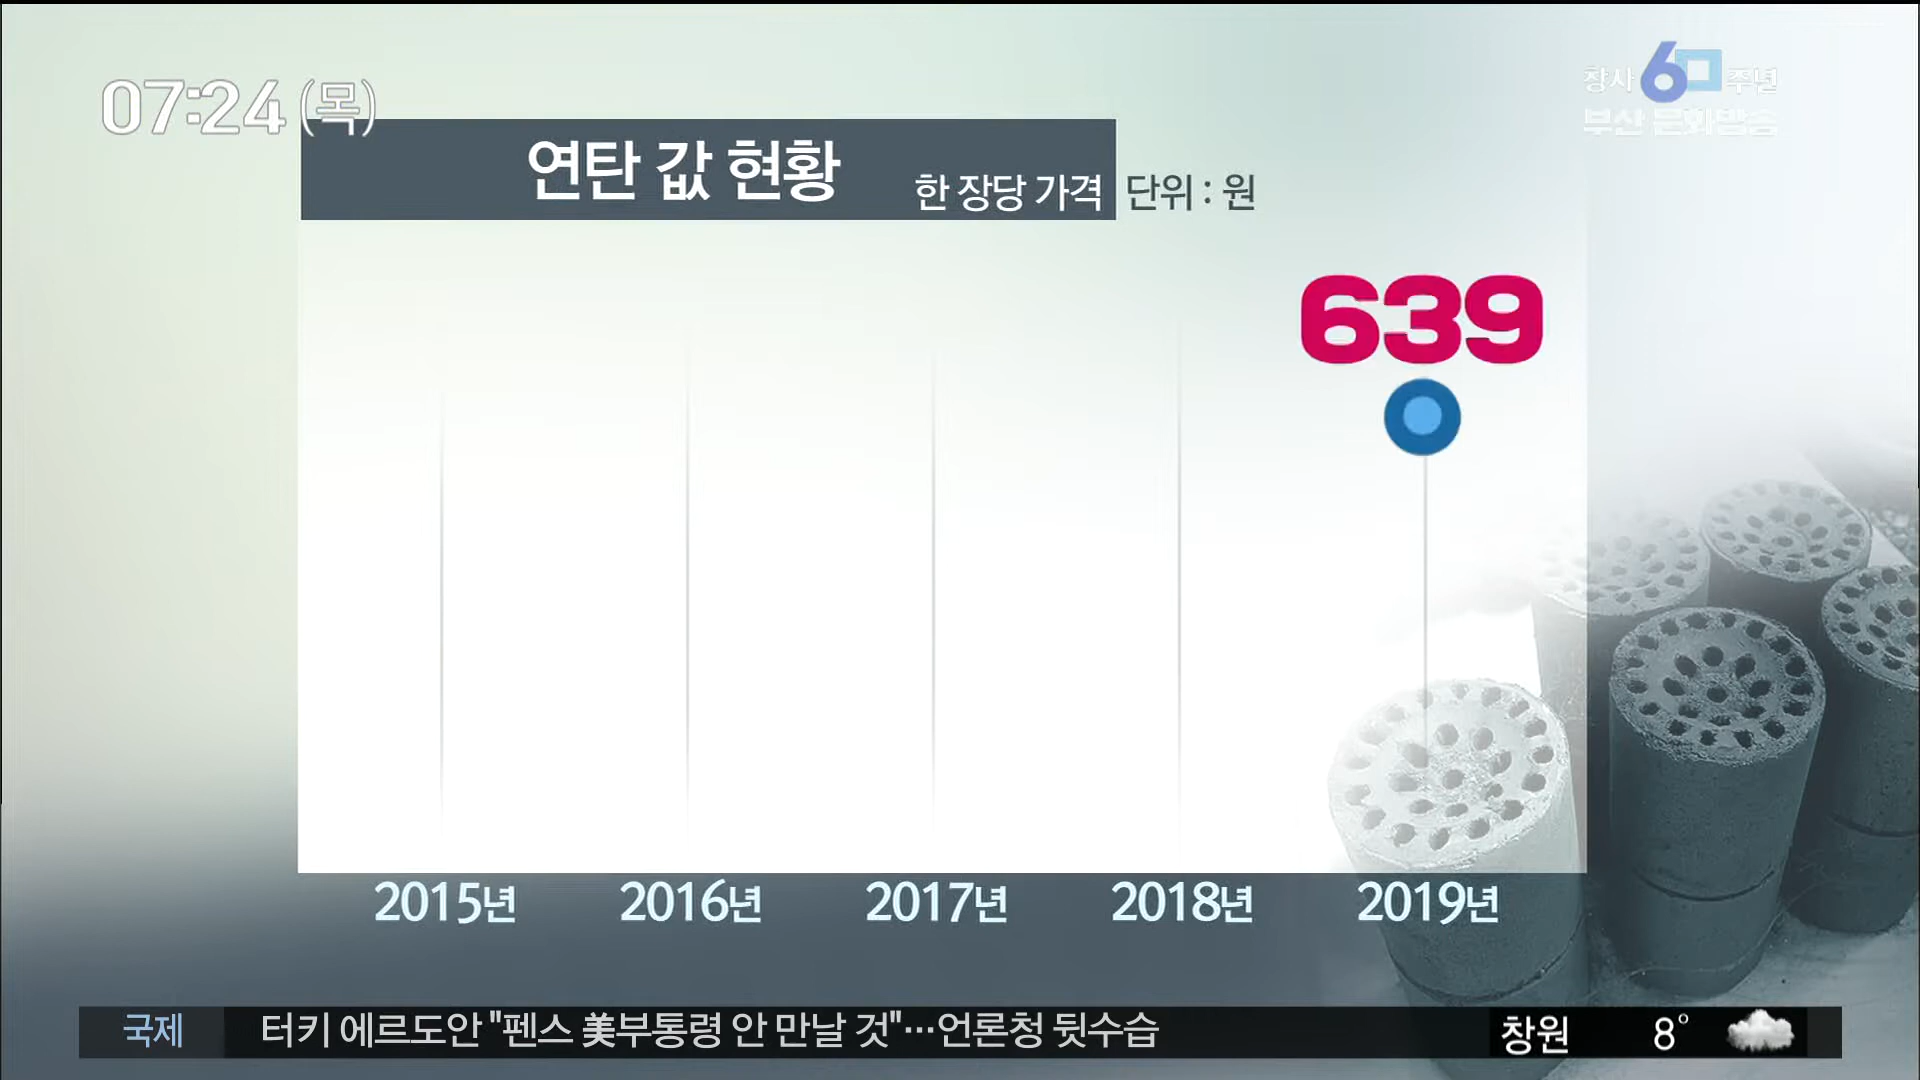 07:24 (목)
창사 60 주년
부산 문화방송
연탄 값 현황 한 장당 가격 단위 : 원
639
2015년 2016년 2017년 2018년 2019년
국제 터키 에르도안 "펜스 美부통령 안 만날 것"…언론청 뒷수습 창원 8°